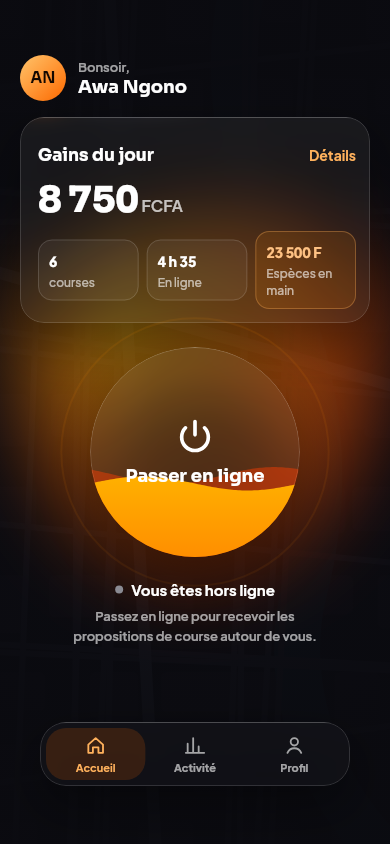 AN
Bonsoir,
Awa Ngono
Gains du jour
Détails
8 750 FCFA
6
courses
4 h 35
En ligne
23 500 F
Espèces en
main
Passer en ligne
Vous êtes hors ligne
Passez en ligne pour recevoir les
propositions de course autour de vous.
Accueil
Activité
Profil